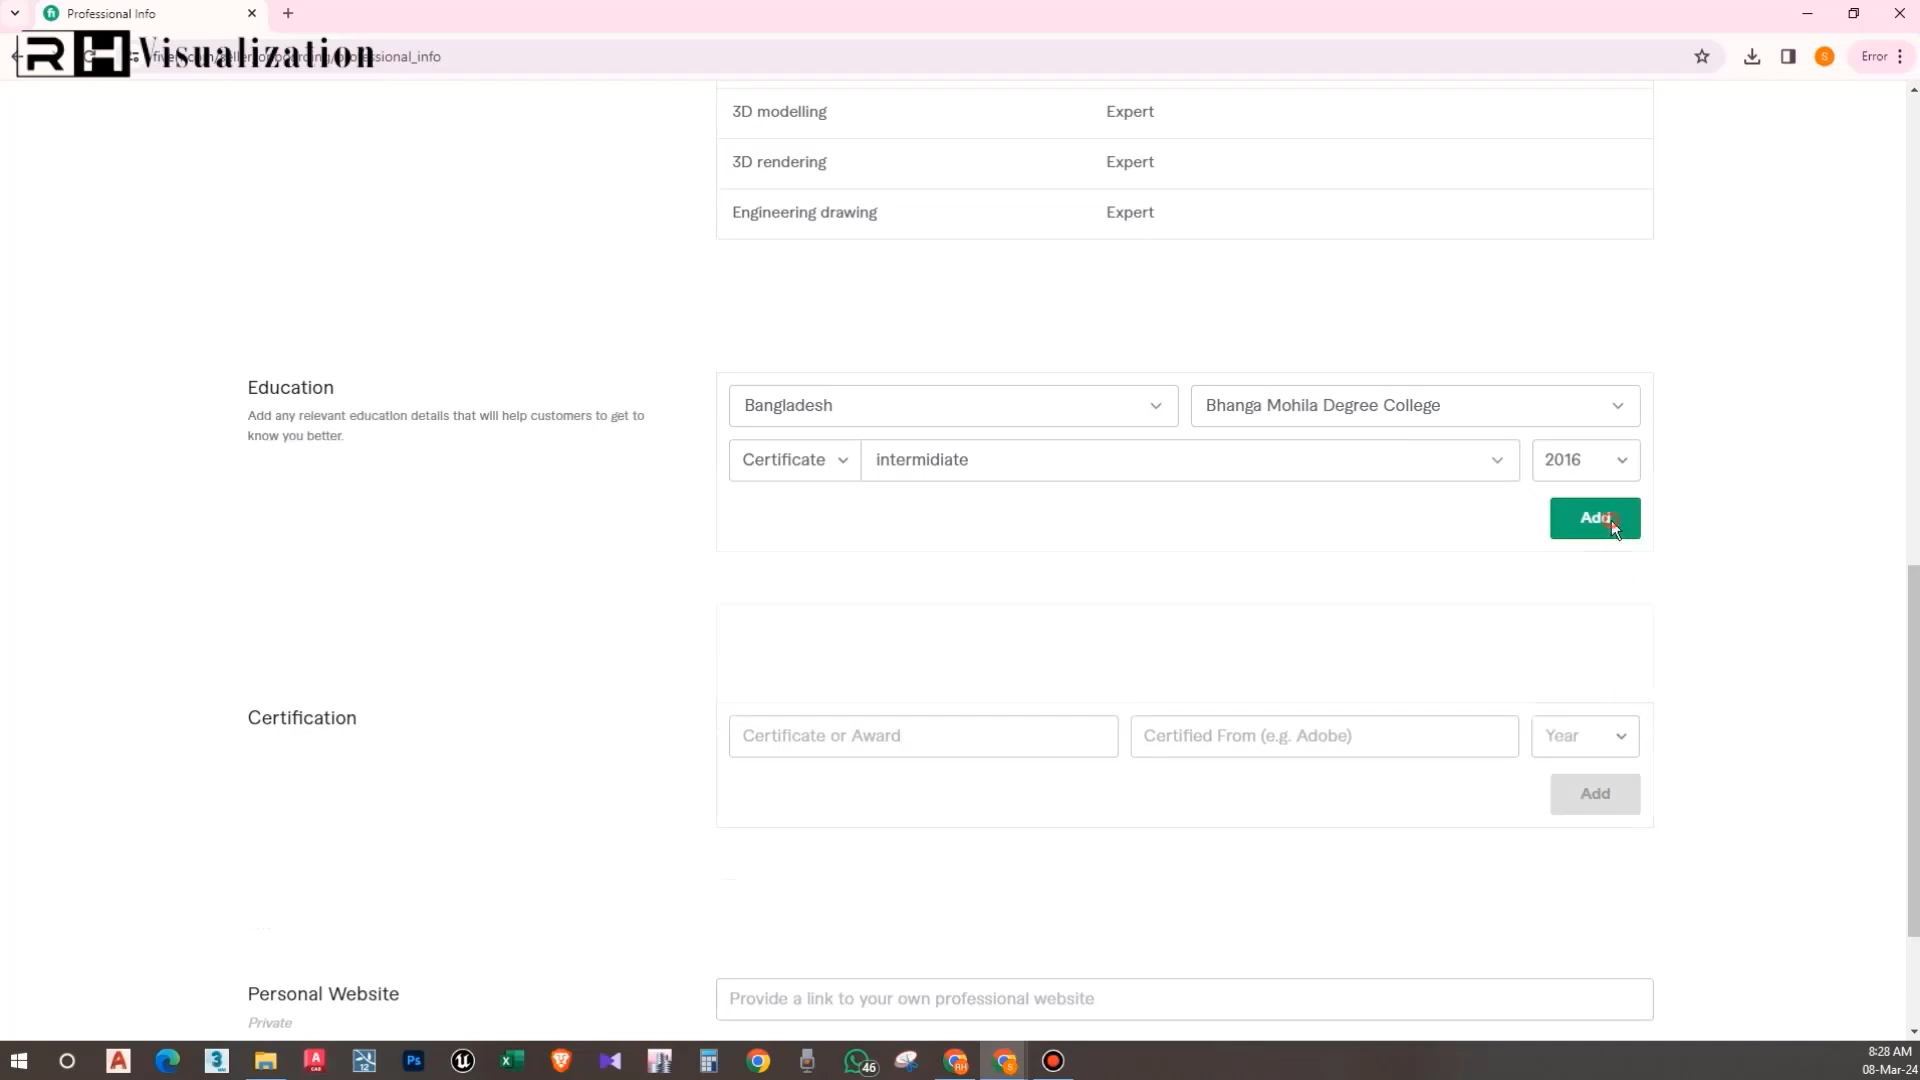 Professional Info
RH Visualization
ssional_info
Error
3D modelling Expert
3D rendering Expert
Engineering drawing Expert
Education
Add any relevant education details that will help customers to get to
know you better.
Bangladesh Bhanga Mohila Degree College
Certificate intermidiate 2016
Add
Certification
Certificate or Award Certified From (e.g. Adobe) Year
Add
Personal Website
Private
Provide a link to your own professional website
46
8:28 AM
08-Mar-24